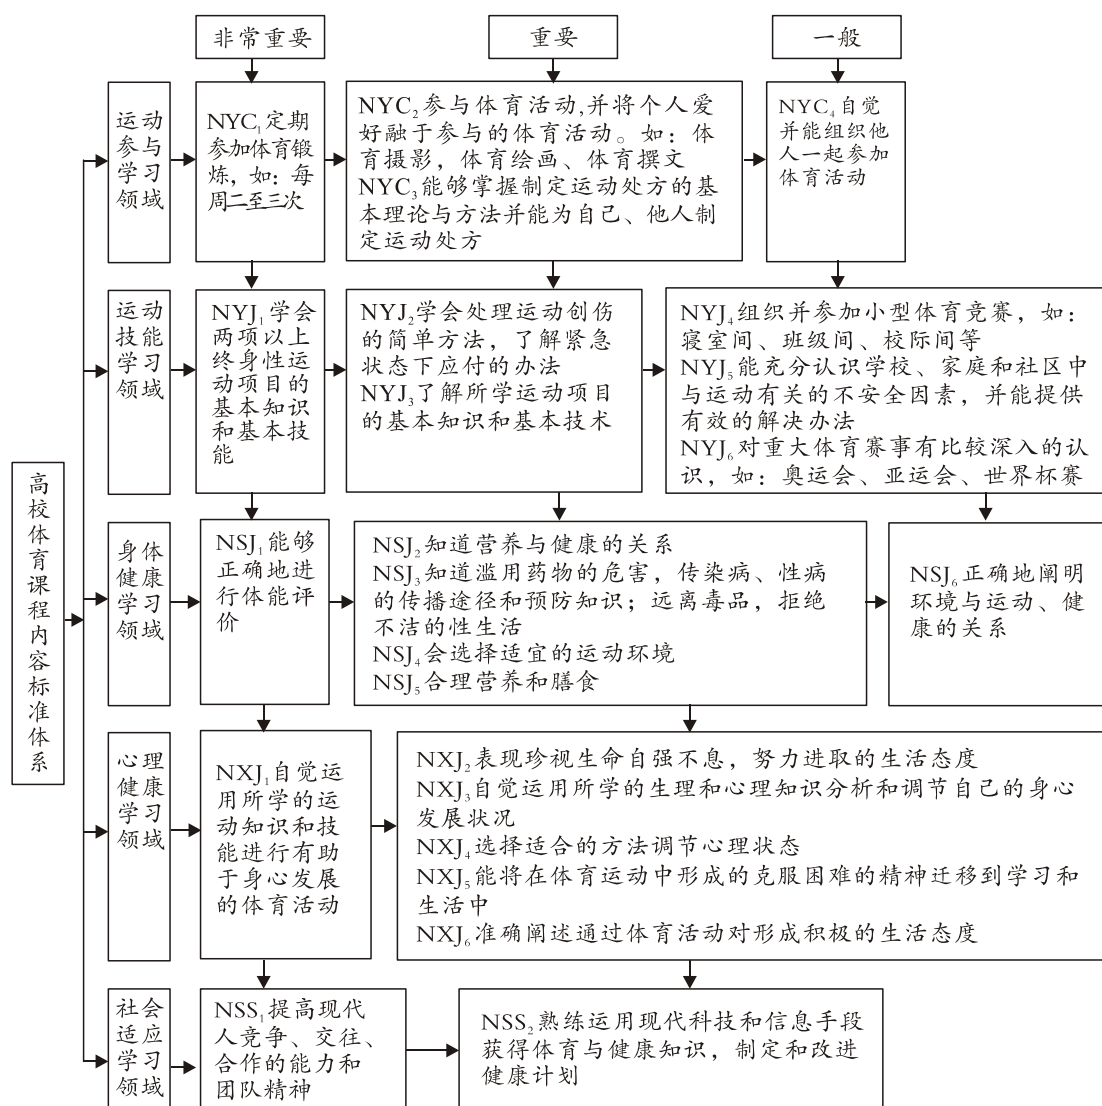 非常重要
重要
一般
运动
参与
学习
领域
NYC₁定期
参加体育锻
炼，如：每
周二至三次
NYC₂参与体育活动,并将个人爱
好融于参与的体育活动。如：体
育摄影，体育绘画、体育撰文
NYC₃能够掌握制定运动处方的基
本理论与方法并能为自己、他人制
定运动处方
NYC₄自觉
并能组织他
人一起参加
体育活动
运动
技能
学习
领域
NYJ₁学会
两项以上
终身性运
动项目的
基本知识
和基本技
能
NYJ₂学会处理运动创伤
的简单方法，了解紧急
状态下应付的办法
NYJ₃了解所学运动项目
的基本知识和基本技术
NYJ₄组织并参加小型体育竞赛，如：
寝室间、班级间、校际间等
NYJ₅能充分认识学校、家庭和社区中
与运动有关的不安全因素，并能提供
有效的解决办法
NYJ₆对重大体育赛事有比较深入的认
识，如：奥运会、亚运会、世界杯赛
高校体育课程内容标准体系
身体
健康
学习
领域
NSJ₁能够
正确地进
行体能评
价
NSJ₂知道营养与健康的关系
NSJ₃知道滥用药物的危害，传染病、性病
的传播途径和预防知识；远离毒品，拒绝
不洁的性生活
NSJ₄会选择适宜的运动环境
NSJ₅合理营养和膳食
NSJ₆正确地阐明
环境与运动、健
康的关系
心理
健康
学习
领域
NXJ₁自觉运
用所学的运
动知识和技
能进行有助
于身心发展
的体育活动
NXJ₂表现珍视生命自强不息，努力进取的生活态度
NXJ₃自觉运用所学的生理和心理知识分析和调节自己的身心
发展状况
NXJ₄选择适合的方法调节心理状态
NXJ₅能将在体育运动中形成的克服困难的精神迁移到学习和
生活中
NXJ₆准确阐述通过体育活动对形成积极的生活态度
社会
适应
学习
领域
NSS₁提高现代
人竞争、交往、
合作的能力和
团队精神
NSS₂熟练运用现代科技和信息手段
获得体育与健康知识，制定和改进
健康计划